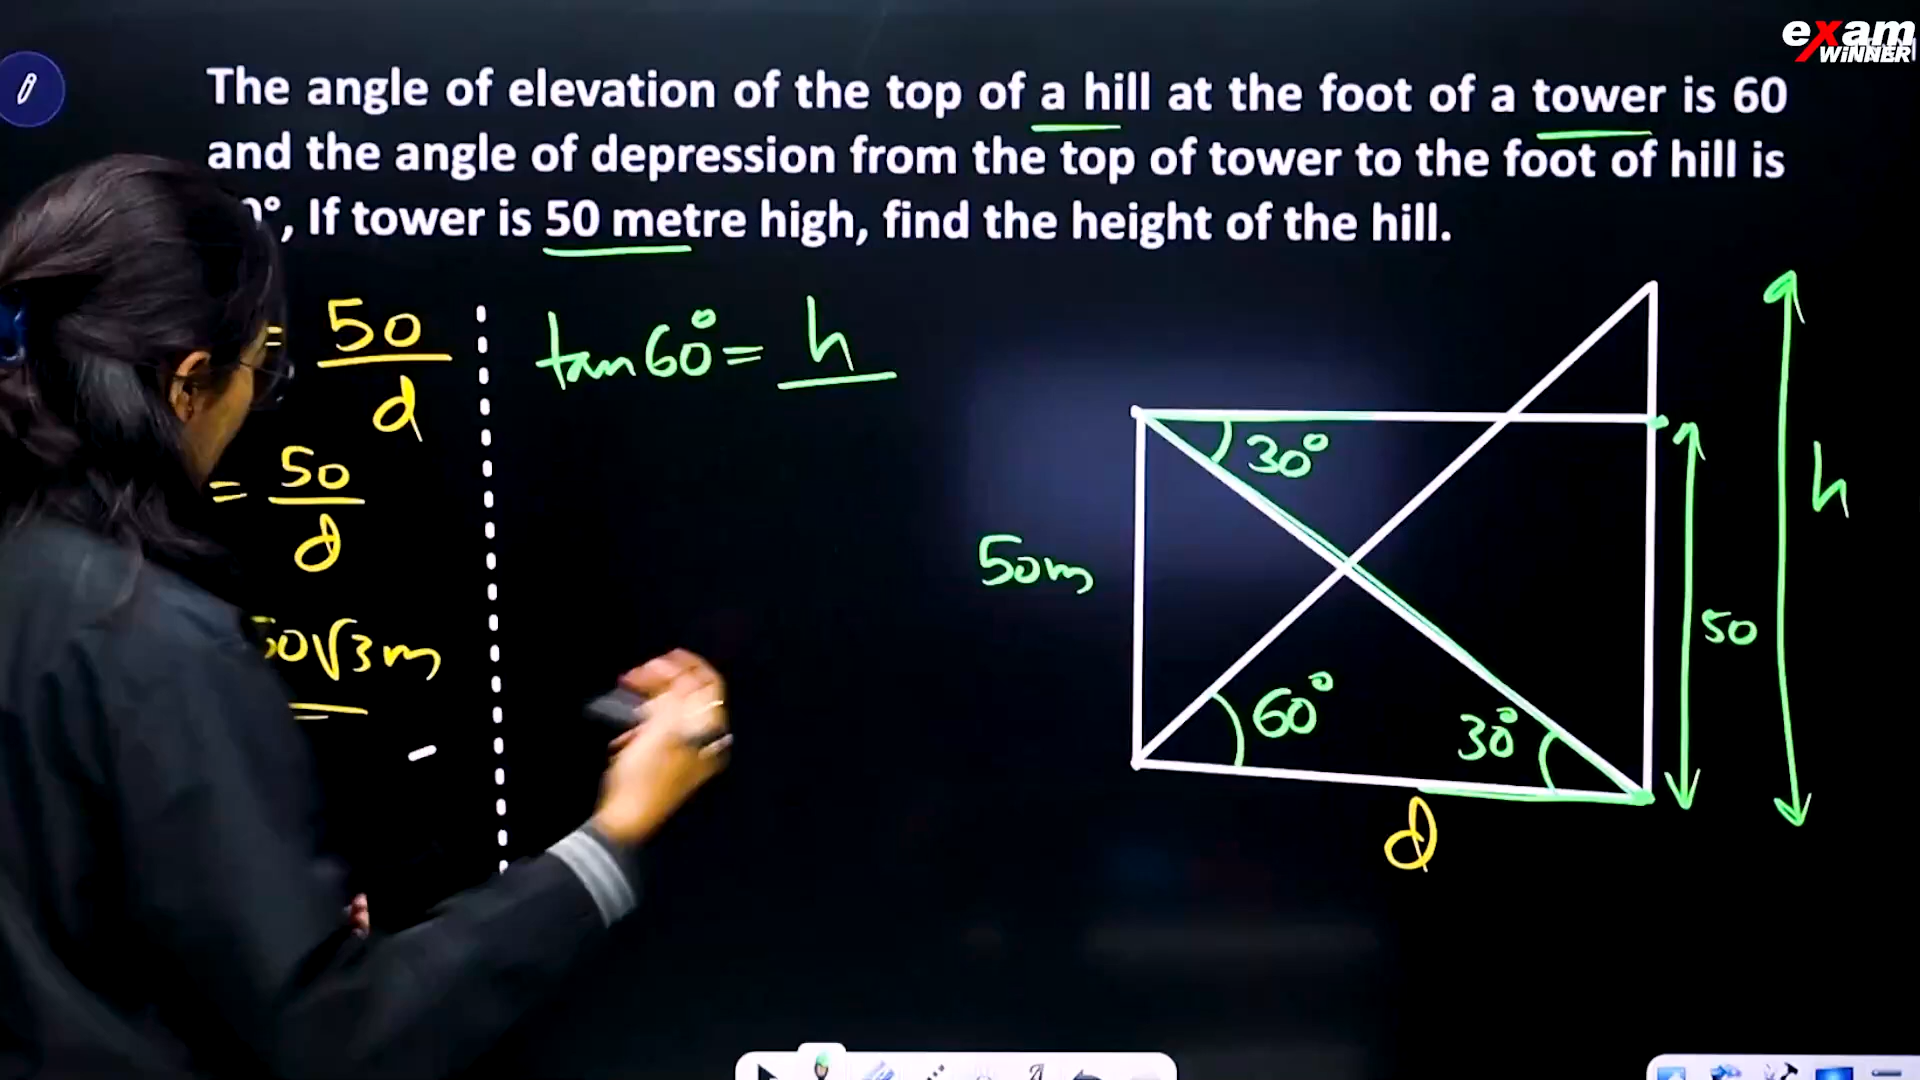 exam
WiNNER
The angle of elevation of the top of a hill at the foot of a tower is 60
and the angle of depression from the top of tower to the foot of hill is
°, If tower is 50 metre high, find the height of the hill.
= 50
d
tan 60° = h
= 50
d
50√3 m
30°
50m
h
50
60°
30°
d